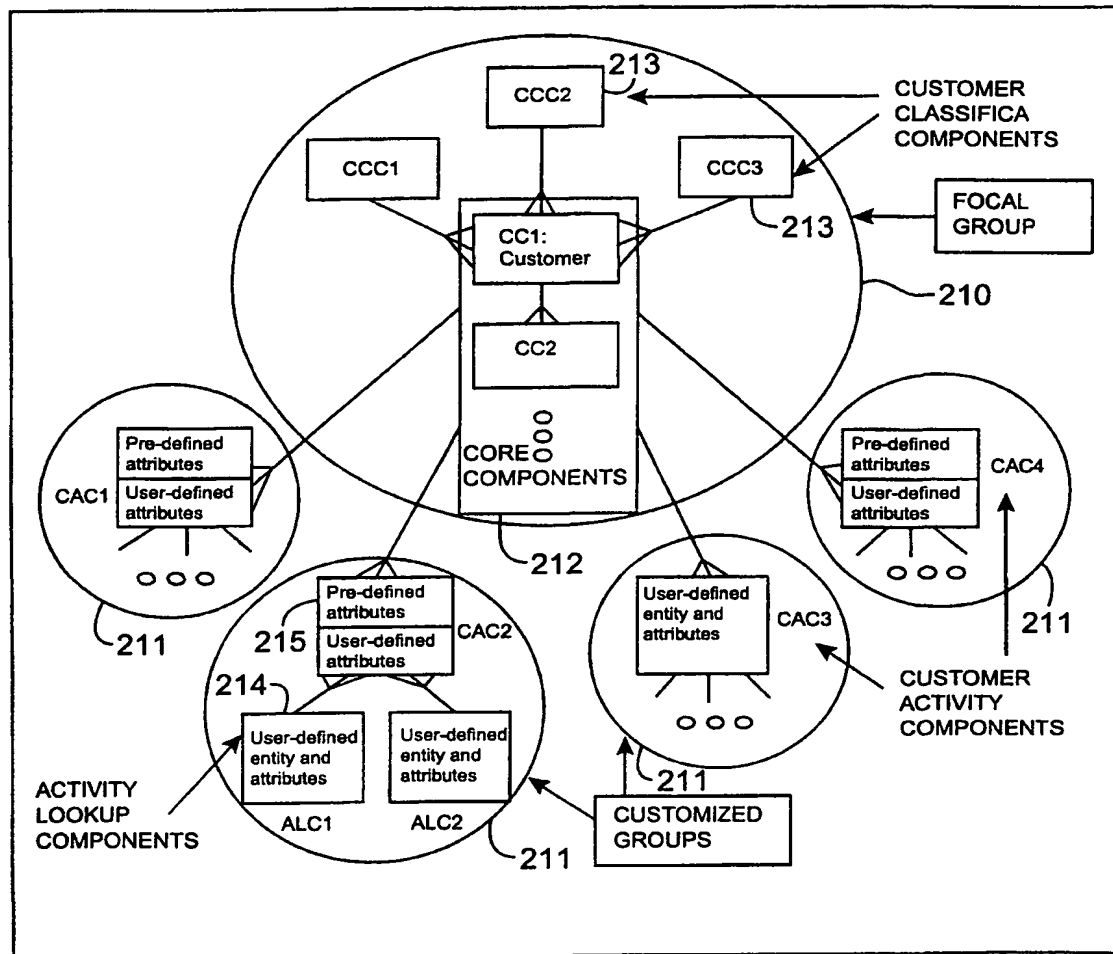 213
CCC2
CUSTOMER
CLASSIFICA
COMPONENTS
CCC1
CCC3
213
FOCAL
GROUP
CC1:
Customer
210
CC2
CORE
COMPONENTS
212
CAC1
Pre-defined
attributes
User-defined
attributes
211
Pre-defined
attributes
User-defined
attributes
CAC4
211
215
Pre-defined
attributes
User-defined
attributes
CAC2
214
User-defined
entity and
attributes
ALC1
User-defined
entity and
attributes
ALC2
211
User-defined
entity and
attributes
CAC3
211
CUSTOMER
ACTIVITY
COMPONENTS
ACTIVITY
LOOKUP
COMPONENTS
CUSTOMIZED
GROUPS